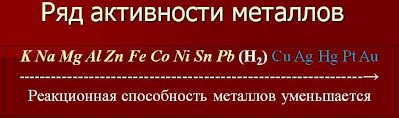 Ряд активности металлов
K Na Mg Al Zn Fe Co Ni Sn Pb (H₂) Cu Ag Hg Pt Au
Реакционная способность металлов уменьшается